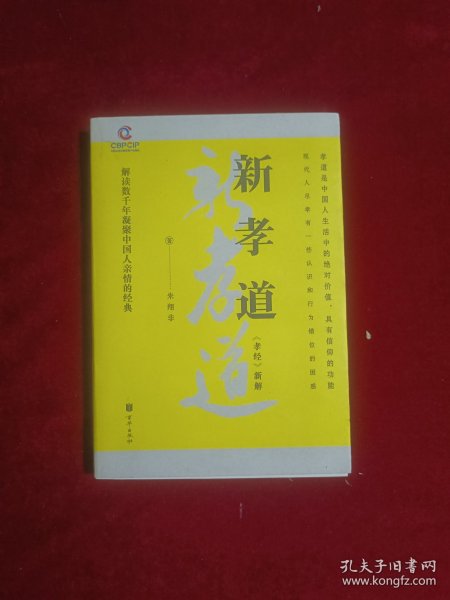 CBPCIP
新孝道
新孝道
《孝经》新解
孝道是中国人生活中的绝对价值，具有信仰的功能
现代人尽孝有一些认识和行为错位的困惑
解读数千年凝聚中国人亲情的经典
著
孔夫子旧书网
www.kongfz.com